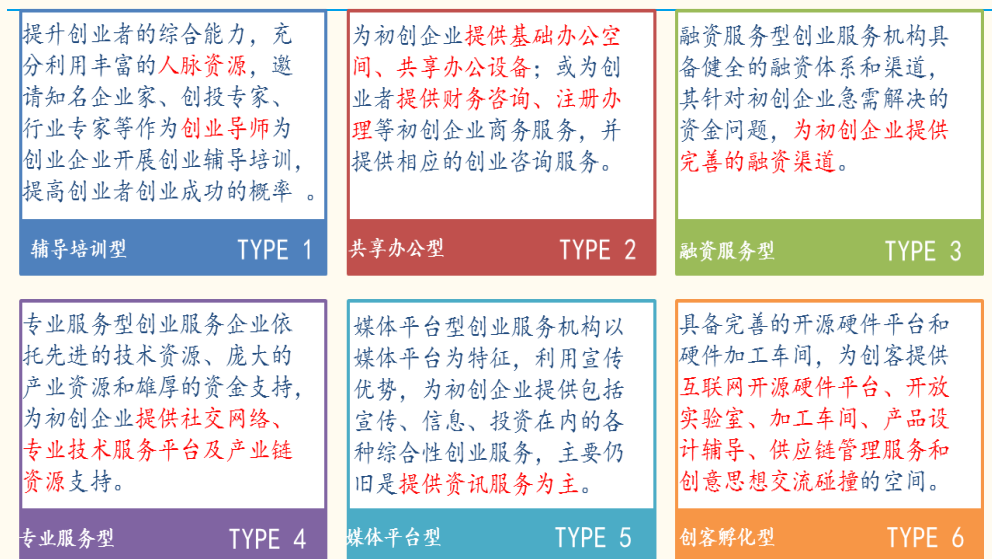 提升创业者的综合能力，充
分利用丰富的人脉资源，邀
请知名企业家、创投专家、
行业专家等作为创业导师为
创业企业开展创业辅导培训，
提高创业者创业成功的概率 。
辅导培训型 TYPE 1
为初创企业提供基础办公空
间、共享办公设备；或为创
业者提供财务咨询、注册办
理等初创企业商务服务，并
提供相应的创业咨询服务。
共享办公型 TYPE 2
融资服务型创业服务机构具
备健全的融资体系和渠道，
其针对初创企业急需解决的
资金问题，为初创企业提供
完善的融资渠道。
融资服务型 TYPE 3
专业服务型创业服务企业依
托先进的技术资源、庞大的
产业资源和雄厚的资金支持，
为初创企业提供社交网络、
专业技术服务平台及产业链
资源支持。
专业服务型 TYPE 4
媒体平台型创业服务机构以
媒体平台为特征，利用宣传
优势，为初创企业提供包括
宣传、信息、投资在内的各
种综合性创业服务，主要仍
旧是提供资讯服务为主。
媒体平台型 TYPE 5
具备完善的开源硬件平台和
硬件加工车间，为创客提供
互联网开源硬件平台、开放
实验室、加工车间、产品设
计辅导、供应链管理服务和
创意思想交流碰撞的空间。
创客孵化型 TYPE 6